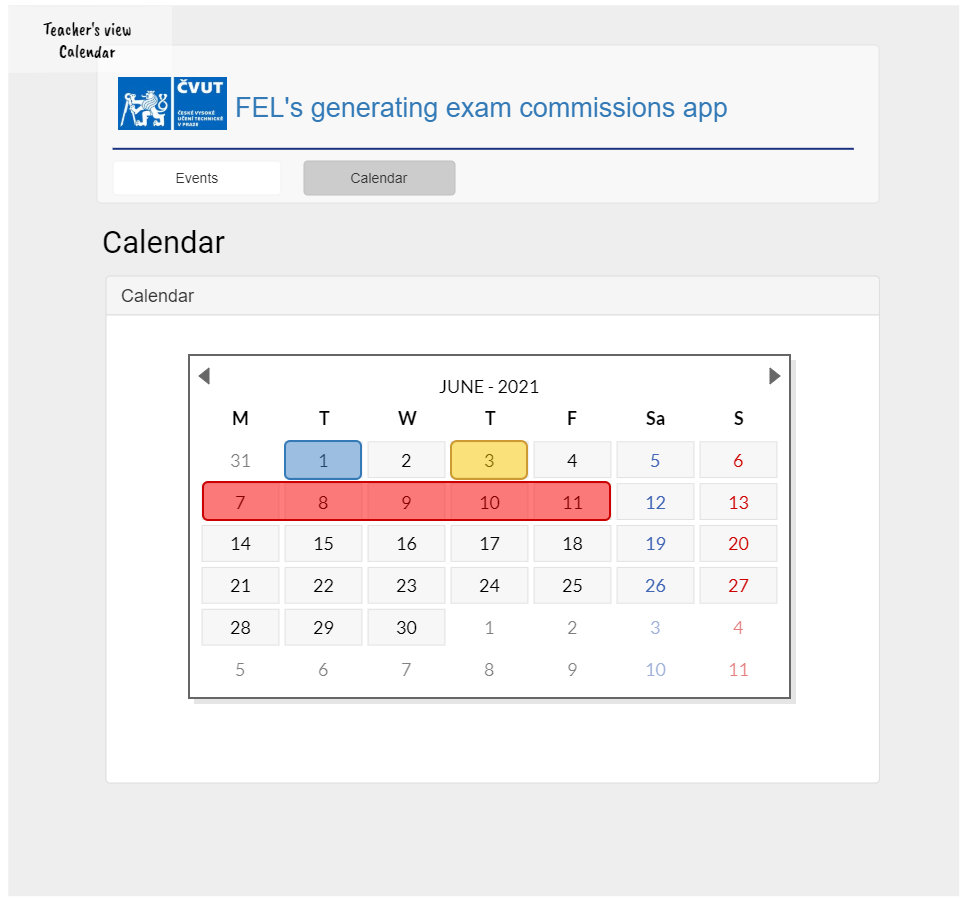 Teacher's view
Calendar
ČVUT
ČESKÉ VYSOKÉ
UČENÍ TECHNICKÉ
V PRAZE
FEL's generating exam commissions app
Events Calendar
Calendar
Calendar
JUNE - 2021
M T W T F Sa S
31 1 2 3 4 5 6
7 8 9 10 11 12 13
14 15 16 17 18 19 20
21 22 23 24 25 26 27
28 29 30 1 2 3 4
5 6 7 8 9 10 11